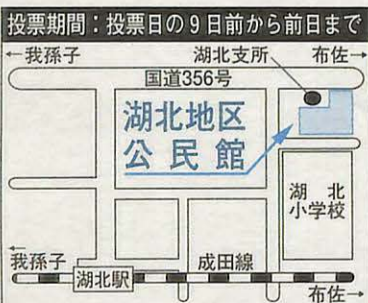 投票期間：投票日の9日前から前日まで
←我孫子
湖北支所
布佐→
国道356号
湖北地区
公民館
湖北
小学校
←
我孫子
成田線
湖北駅
布佐→